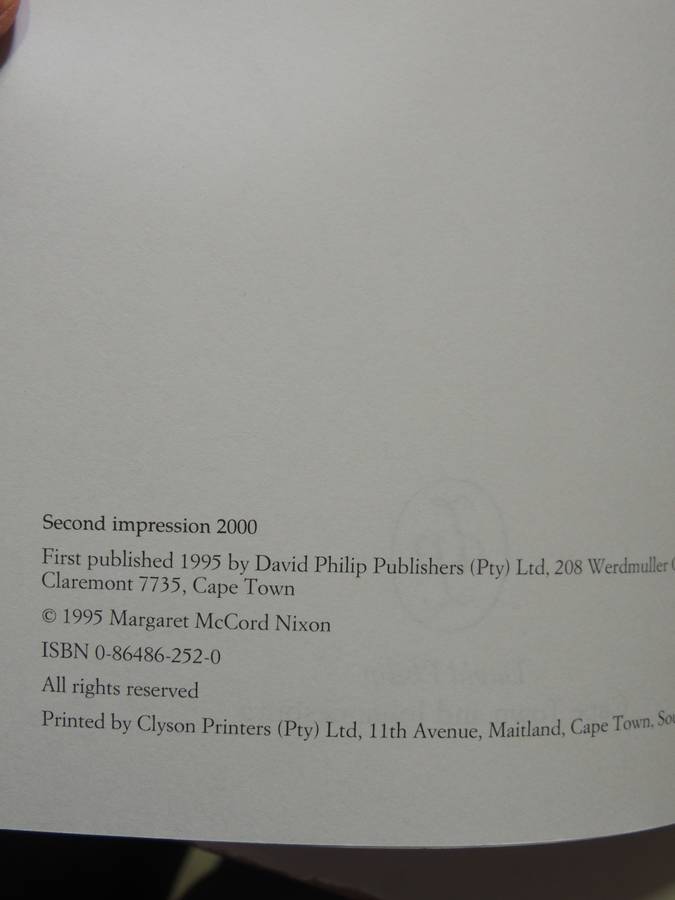 Second impression 2000
First published 1995 by David Philip Publishers (Pty) Ltd, 208 Werdmuller
Claremont 7735, Cape Town
© 1995 Margaret McCord Nixon
ISBN 0-86486-252-0
All rights reserved
Printed by Clyson Printers (Pty) Ltd, 11th Avenue, Maitland, Cape Town, Sou